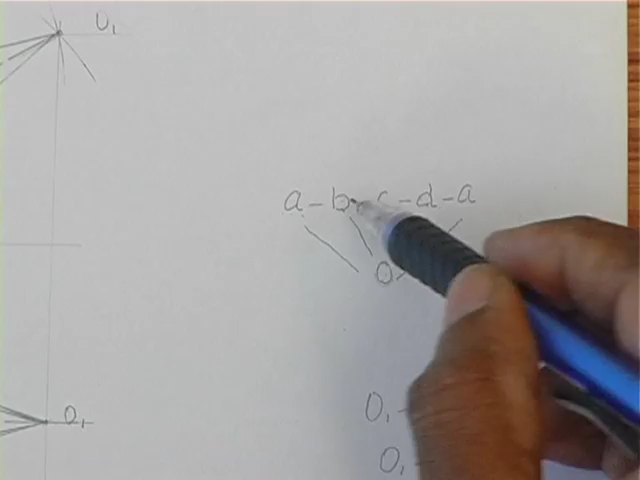 O₁
a - b - c - d - a
O
O₁
O₁ -
O₁ -